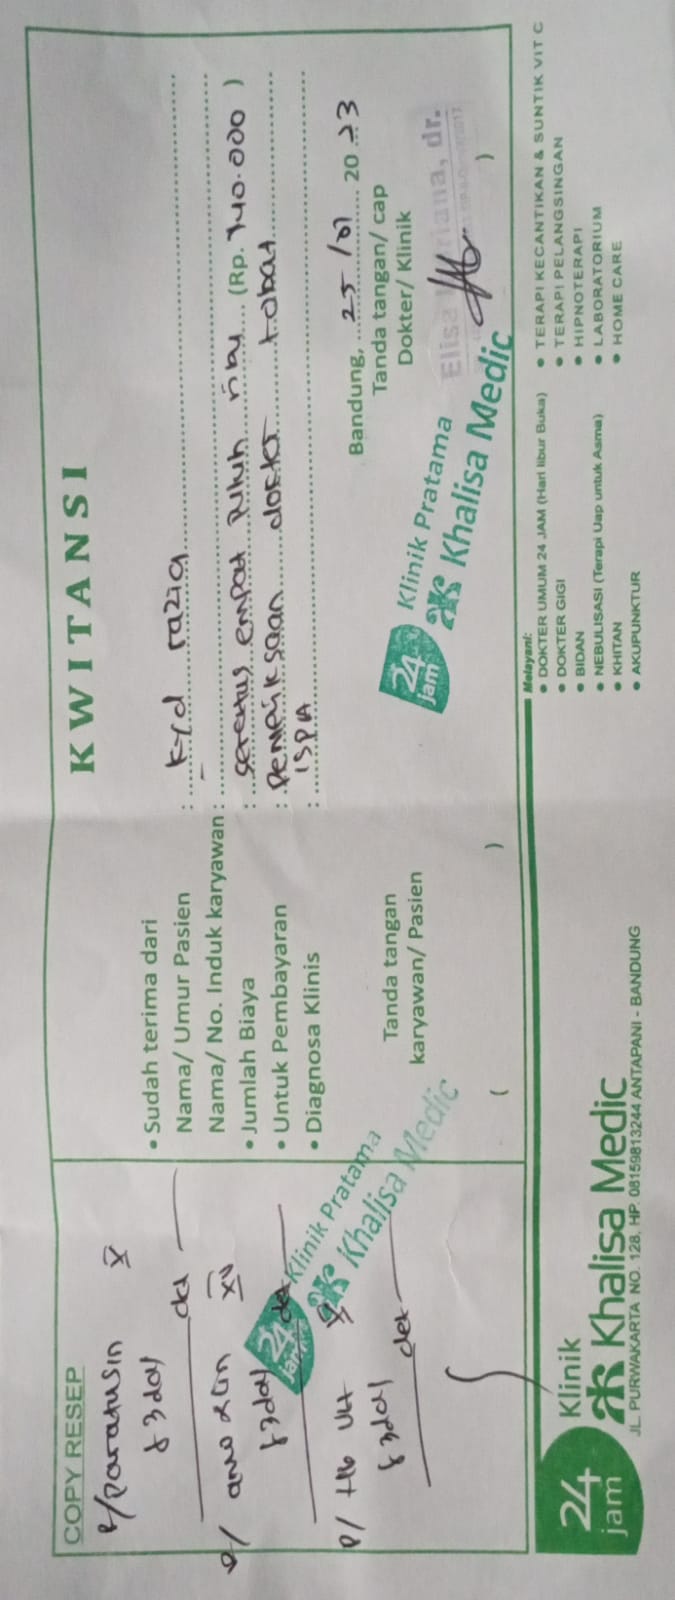 COPY RESEP
R/ paratusin X
S 3 dd 1
det
R/ amoxcilin XV
S 3 dd 1
det
R/
S 3 dd 1
det
24 jam Klinik Pratama
Khalisa Medic
KWITANSI
• Sudah terima dari
Nama/ Umur Pasien : Kyd razia
Nama/ No. Induk karyawan : -
• Jumlah Biaya : seratus empat puluh ribu (Rp. 140.000 )
• Untuk Pembayaran : Pemeriksaan dokter + obat
• Diagnosa Klinis : ISPA
Bandung, 25/01 20 23
Tanda tangan karyawan/ Pasien
Tanda tangan/ cap
Dokter/ Klinik
( )
Elisa dr.
24 jam Klinik Pratama
Khalisa Medic
)
24 jam
Klinik
Khalisa Medic
JL. PURWAKARTA NO. 128, HP. 08159813244 ANTAPANI - BANDUNG
Melayani:
• DOKTER UMUM 24 JAM (Hari libur Buka)
• DOKTER GIGI
• BIDAN
• NEBULISASI (Terapi Uap untuk Asma)
• KHITAN
• AKUPUNKTUR
• TERAPI KECANTIKAN & SUNTIK VIT C
• TERAPI PELANGSINGAN
• HIPNOTERAPI
• LABORATORIUM
• HOME CARE